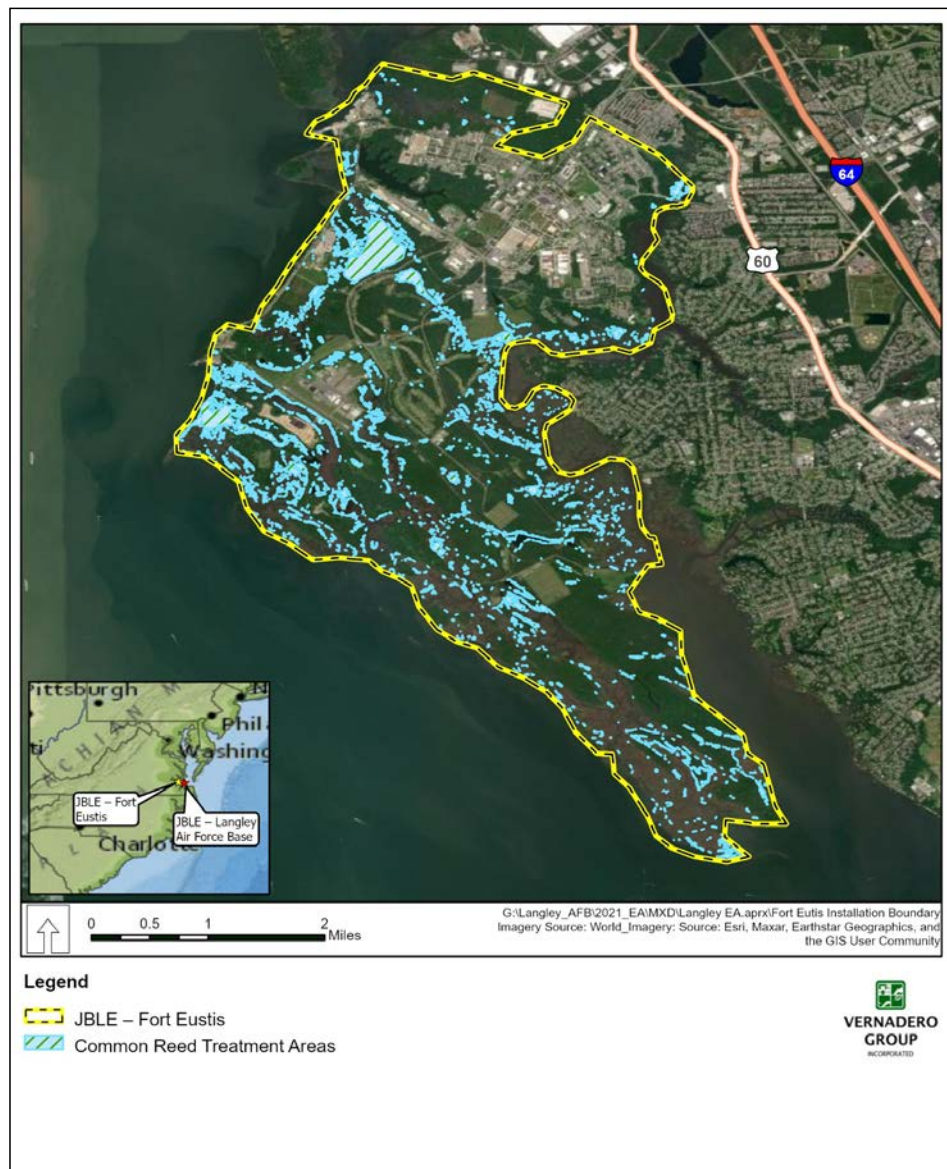 64
60
Pittsburgh
N
Phil
Washing
JBLE – Fort
Eustis
JBLE – Langley
Air Force Base
Charlotte
0 0.5 1 2
Miles
G:\Langley_AFB\2021_EA\MXD\Langley EA.aprx\Fort Eutis Installation Boundary
Imagery Source: World_Imagery: Source: Esri, Maxar, Earthstar Geographics, and
the GIS User Community
Legend
JBLE – Fort Eustis
Common Reed Treatment Areas
VERNADERO
GROUP
INCORPORATED